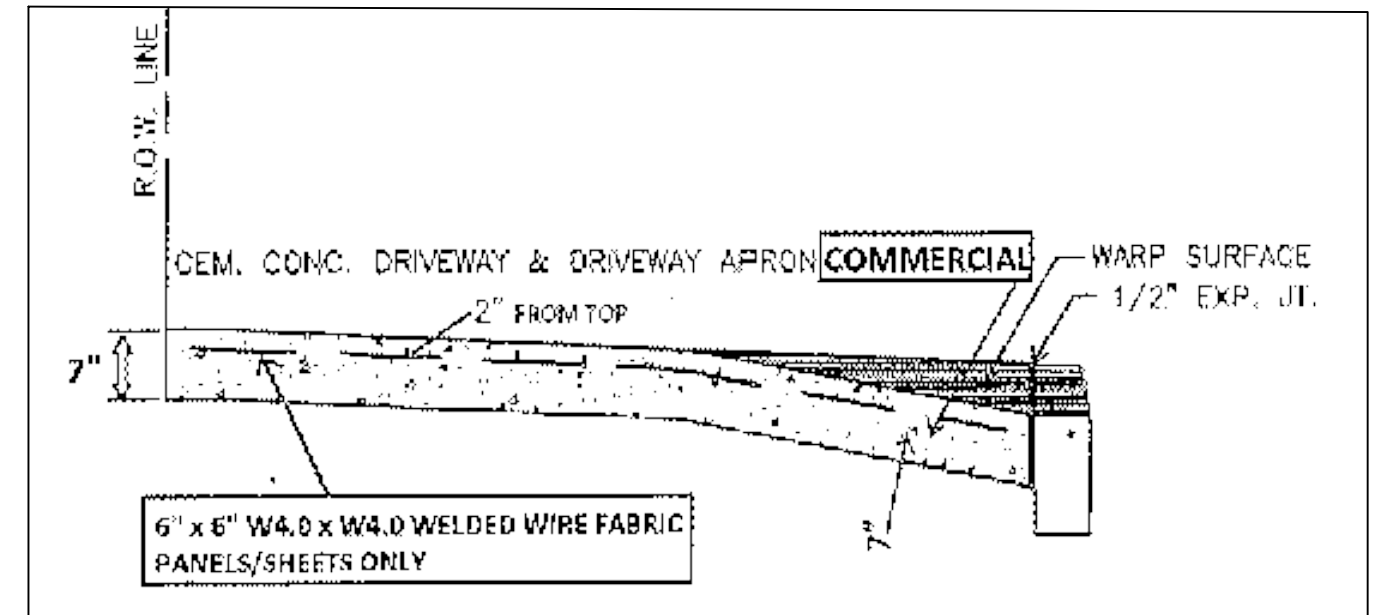 R.O.W. LINE
CEM. CONC. DRIVEWAY & DRIVEWAY APRON COMMERCIAL
WARP SURFACE
1/2" EXP. JT.
2" FROM TOP
7"
7"
6" x 6" W4.0 x W4.0 WELDED WIRE FABRIC
PANELS/SHEETS ONLY